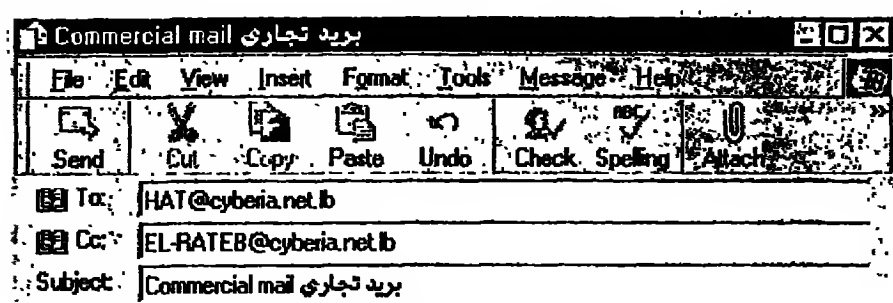 Commercial mail بريد تجاري
File Edit View Insert Format Tools Message Help
Send Cut Copy Paste Undo Check Spelling Attach
To: HAT@cyberia.net.lb
Cc: EL-RATEB@cyberia.net.lb
Subject: Commercial mail بريد تجاري